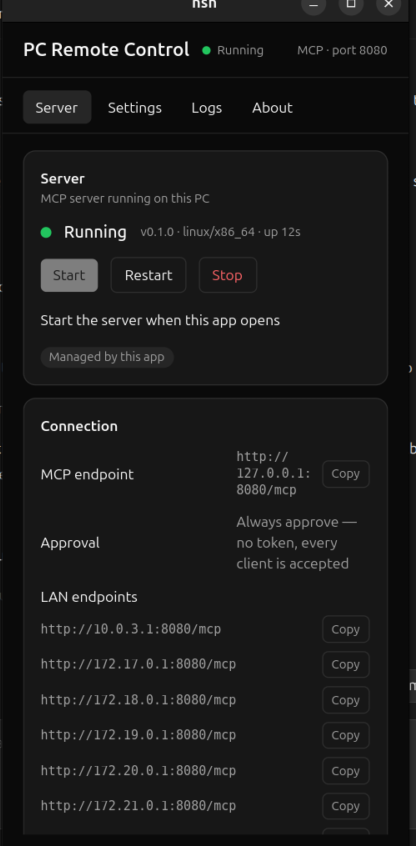 nsh
PC Remote Control
Running
MCP · port 8080
Server
Settings
Logs
About
Server
MCP server running on this PC
Running
v0.1.0 · linux/x86_64 · up 12s
Start
Restart
Stop
Start the server when this app opens
Managed by this app
Connection
MCP endpoint
http://
127.0.0.1:
8080/mcp
Copy
Approval
Always approve —
no token, every
client is accepted
LAN endpoints
http://10.0.3.1:8080/mcp
Copy
http://172.17.0.1:8080/mcp
Copy
http://172.18.0.1:8080/mcp
Copy
http://172.19.0.1:8080/mcp
Copy
http://172.20.0.1:8080/mcp
Copy
http://172.21.0.1:8080/mcp
Copy